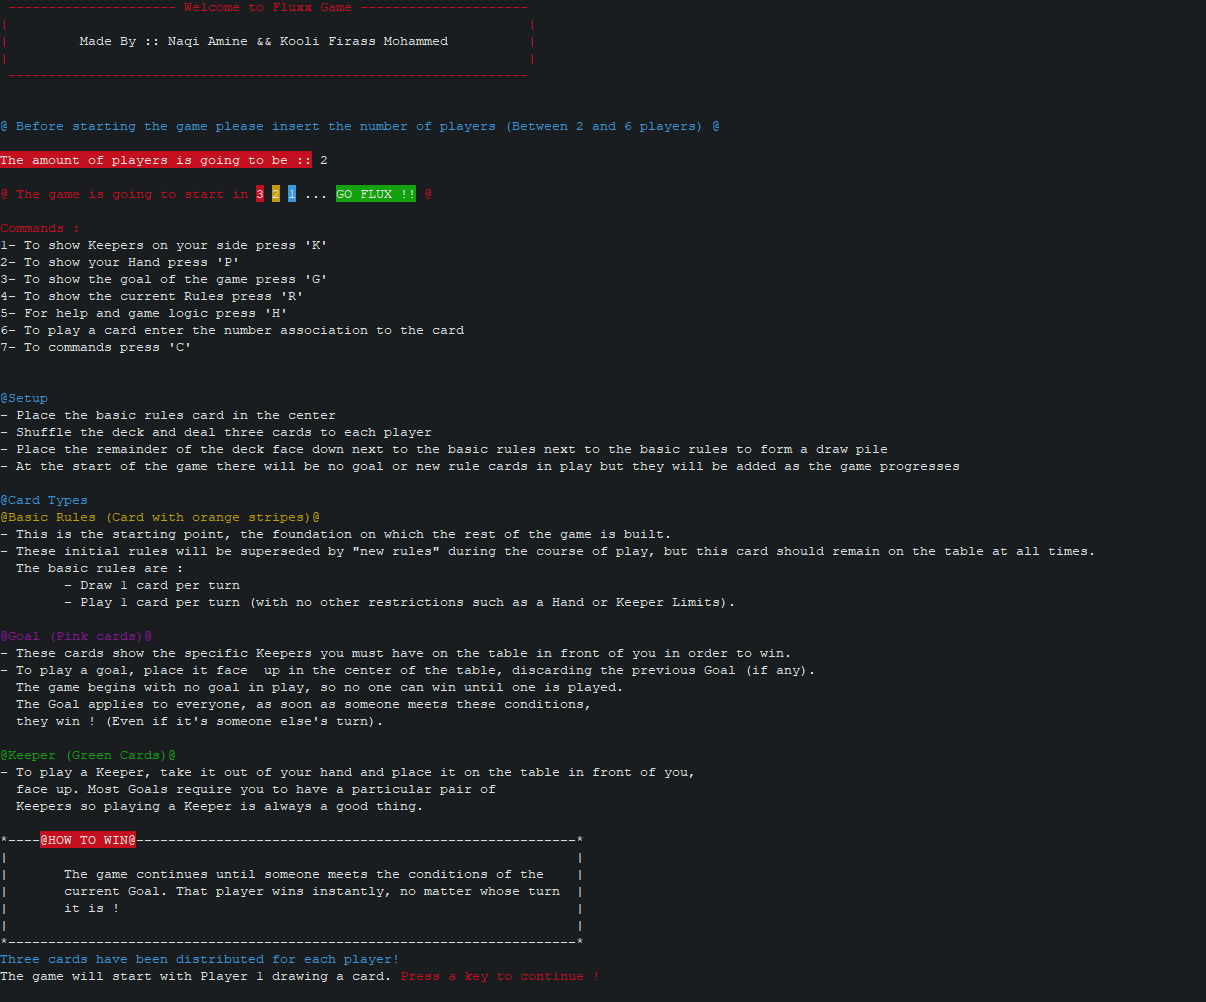 --------------------- Welcome to Fluxx Game ---------------------
|                                                                 |
|         Made By :: Naqi Amine && Kooli Firass Mohammed          |
|                                                                 |
-----------------------------------------------------------------
@ Before starting the game please insert the number of players (Between 2 and 6 players) @
The amount of players is going to be :: 2
@ The game is going to start in 3 2 1 ... GO FLUX !! @
Commands :
1- To show Keepers on your side press 'K'
2- To show your Hand press 'P'
3- To show the goal of the game press 'G'
4- To show the current Rules press 'R'
5- For help and game logic press 'H'
6- To play a card enter the number association to the card
7- To commands press 'C'
@Setup
- Place the basic rules card in the center
- Shuffle the deck and deal three cards to each player
- Place the remainder of the deck face down next to the basic rules next to the basic rules to form a draw pile
- At the start of the game there will be no goal or new rule cards in play but they will be added as the game progresses
@Card Types
@Basic Rules (Card with orange stripes)@
- This is the starting point, the foundation on which the rest of the game is built.
- These initial rules will be superseded by "new rules" during the course of play, but this card should remain on the table at all times.
  The basic rules are :
        - Draw 1 card per turn
        - Play 1 card per turn (with no other restrictions such as a Hand or Keeper Limits).
@Goal (Pink cards)@
- These cards show the specific Keepers you must have on the table in front of you in order to win.
- To play a goal, place it face  up in the center of the table, discarding the previous Goal (if any).
  The game begins with no goal in play, so no one can win until one is played.
  The Goal applies to everyone, as soon as someone meets these conditions,
  they win ! (Even if it's someone else's turn).
@Keeper (Green Cards)@
- To play a Keeper, take it out of your hand and place it on the table in front of you,
  face up. Most Goals require you to have a particular pair of
  Keepers so playing a Keeper is always a good thing.
*----@HOW TO WIN@-------------------------------------------------------*
|                                                                       |
|       The game continues until someone meets the conditions of the    |
|       current Goal. That player wins instantly, no matter whose turn  |
|       it is !                                                         |
|                                                                       |
*-----------------------------------------------------------------------*
Three cards have been distributed for each player!
The game will start with Player 1 drawing a card. Press a key to continue !